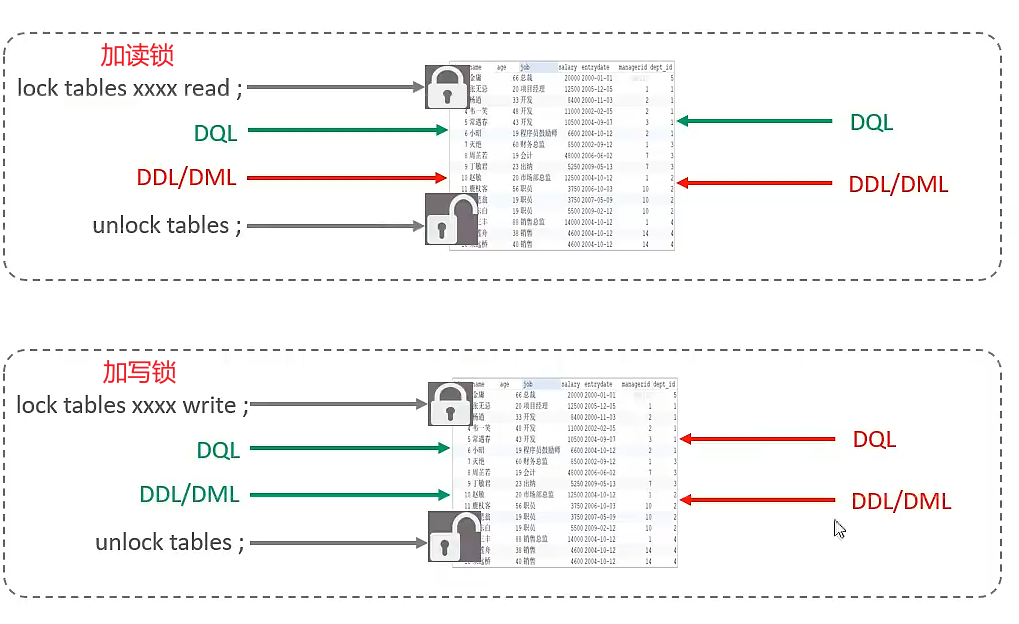 加读锁
lock tables xxxx read ;
DQL
DDL/DML
unlock tables ;
name age job salary entrydate managerid dept_id
金庸 66 总裁 20000 2000-01-01 5
张无忌 20 项目经理 12500 2005-12-05 1 1
杨逍 33 开发 8400 2000-11-03 2 1
韦一笑 48 开发 11000 2002-02-05 2 1
5 常遇春 43 开发 10500 2004-09-07 3 1
6 小昭 19 程序员鼓励师 6600 2004-10-12 2 1
7 灭绝 60 财务总监 8500 2002-09-12 1 3
8 周芷若 19 会计 48000 2006-06-02 7 3
9 丁敏君 23 出纳 5250 2009-05-13 7 3
10 赵敏 20 市场部总监 12500 2004-10-12 1 2
11 鹿杖客 56 职员 3750 2006-10-03 10 2
19 职员 3750 2007-05-09 10 2
19 职员 5500 2009-02-12 10 2
88 销售总监 14000 2004-10-12 1 4
38 销售 4600 2004-10-12 14 4
40 销售 4600 2004-10-12 14 4
DQL
DDL/DML
加写锁
lock tables xxxx write ;
DQL
DDL/DML
unlock tables ;
name age job salary entrydate managerid dept_id
金庸 66 总裁 20000 2000-01-01 5
张无忌 20 项目经理 12500 2005-12-05 1 1
杨逍 33 开发 8400 2000-11-03 2 1
韦一笑 48 开发 11000 2002-02-05 2 1
5 常遇春 43 开发 10500 2004-09-07 3 1
6 小昭 19 程序员鼓励师 6600 2004-10-12 2 1
7 灭绝 60 财务总监 8500 2002-09-12 1 3
8 周芷若 19 会计 48000 2006-06-02 7 3
9 丁敏君 23 出纳 5250 2009-05-13 7 3
10 赵敏 20 市场部总监 12500 2004-10-12 1 2
11 鹿杖客 56 职员 3750 2006-10-03 10 2
19 职员 3750 2007-05-09 10 2
19 职员 5500 2009-02-12 10 2
88 销售总监 14000 2004-10-12 1 4
38 销售 4600 2004-10-12 14 4
40 销售 4600 2004-10-12 14 4
DQL
DDL/DML